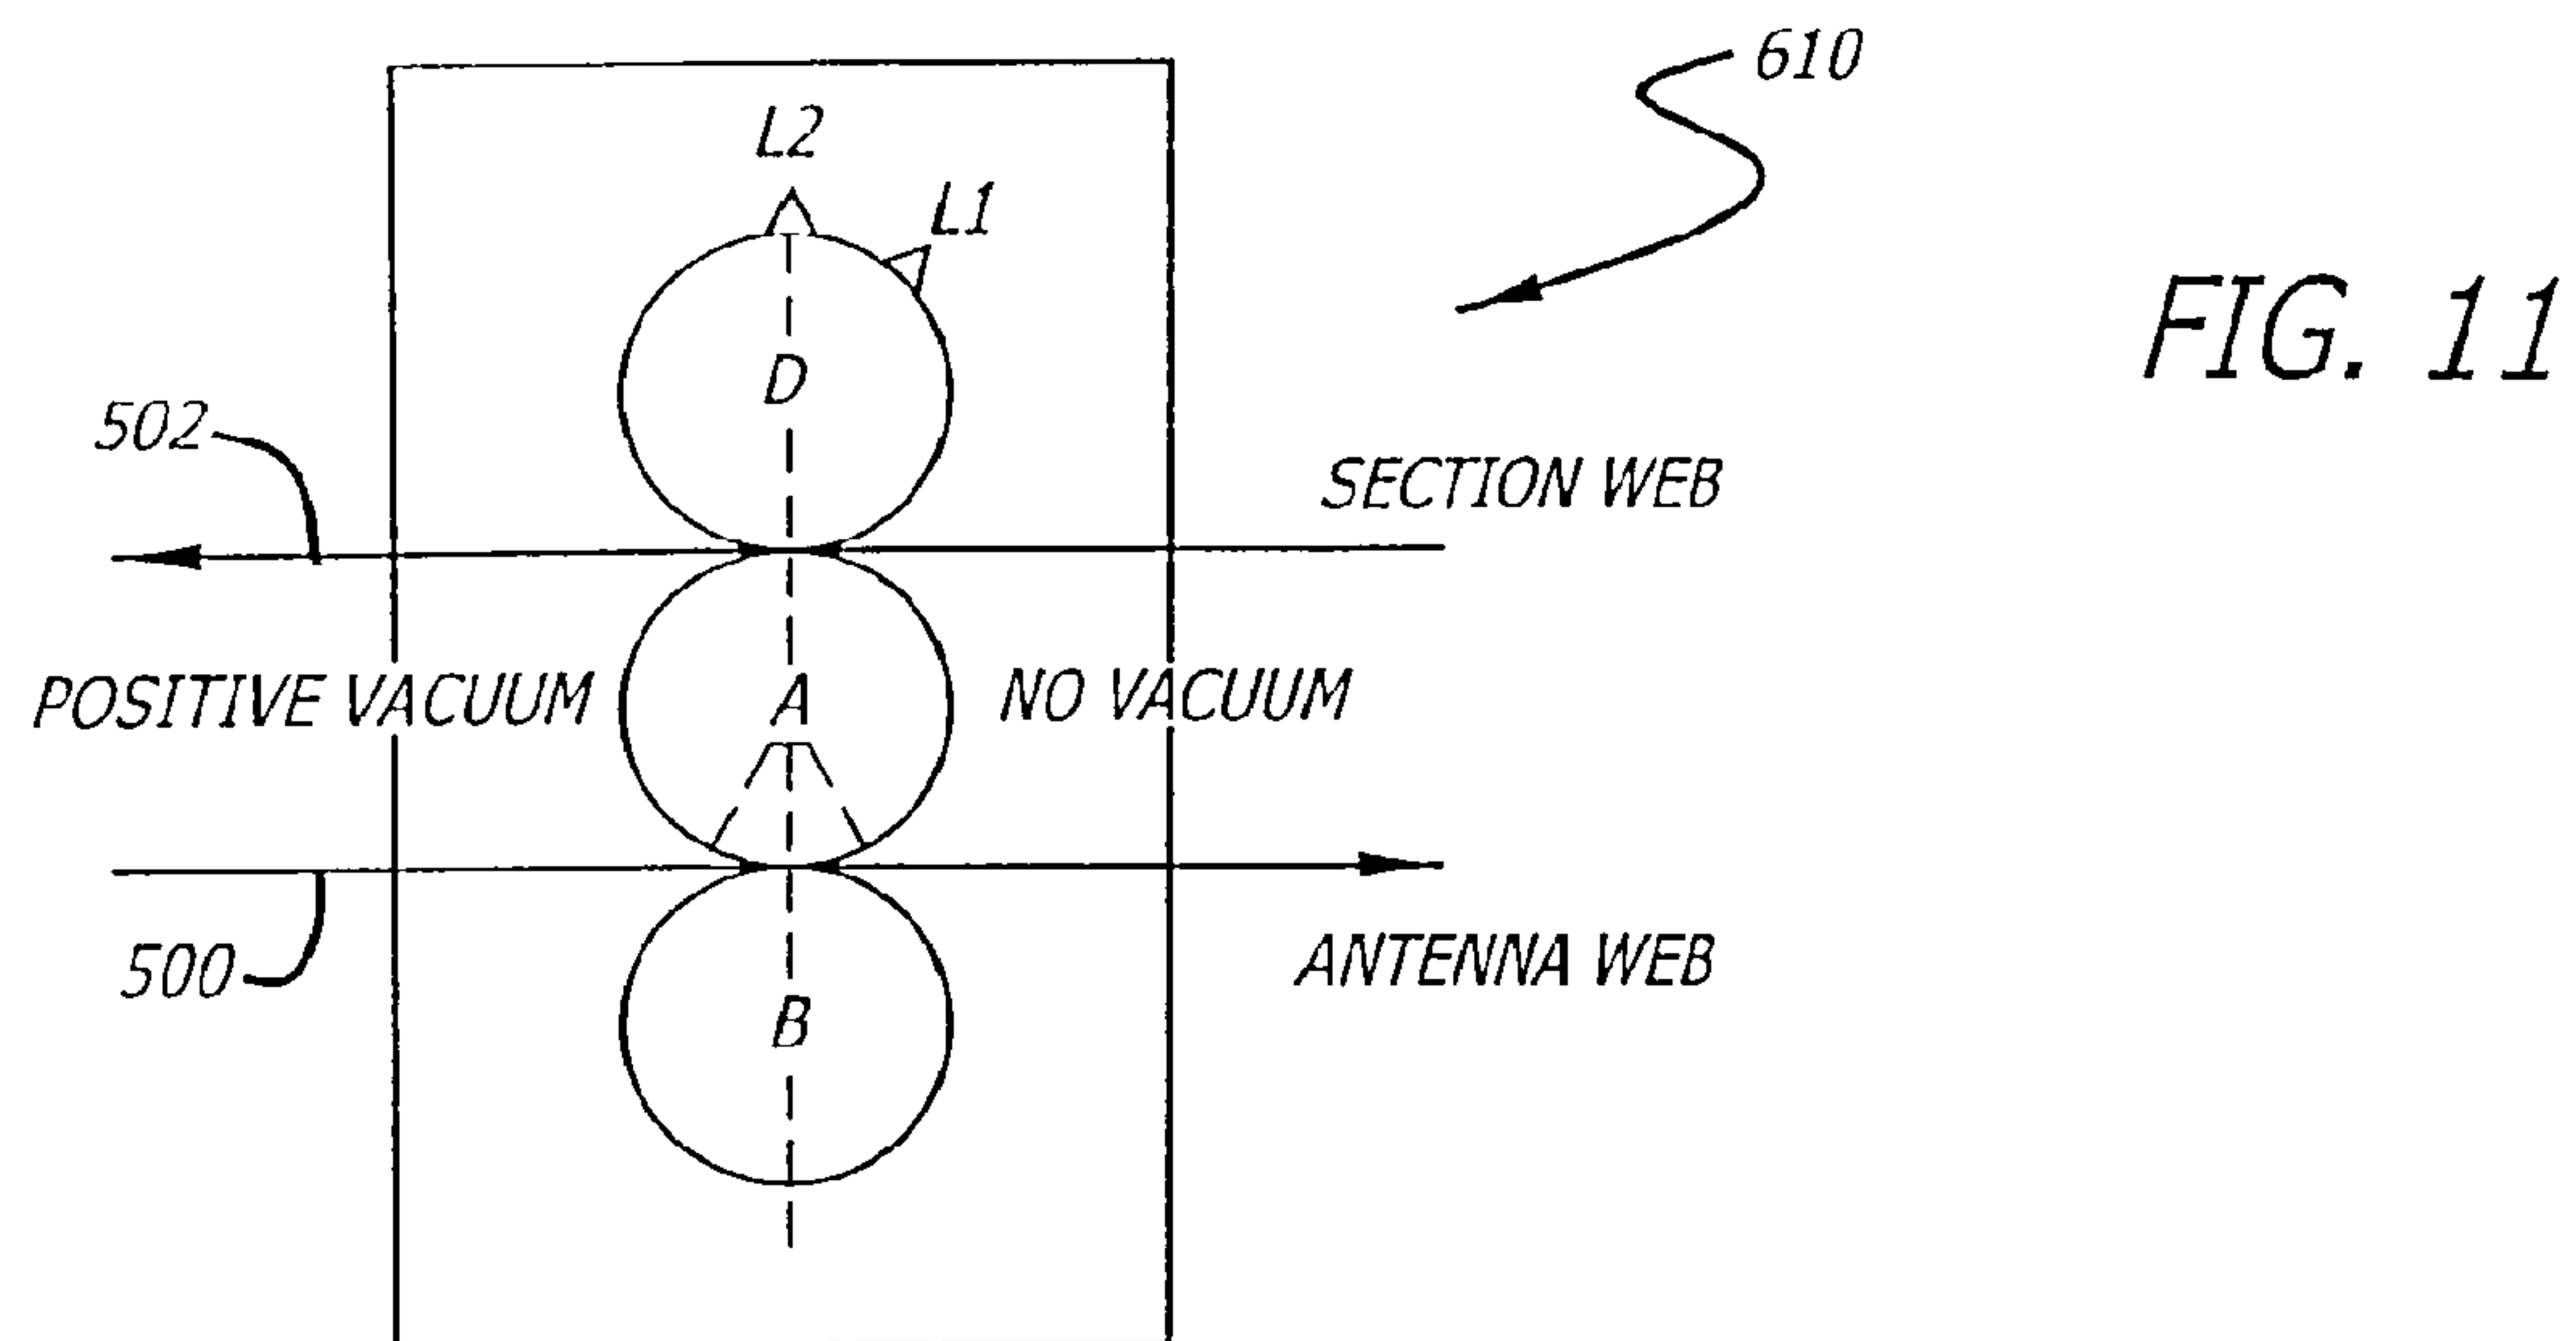 610
L2
L1
FIG. 11
D
502
SECTION WEB
POSITIVE VACUUM
A
NO VACUUM
500
ANTENNA WEB
B